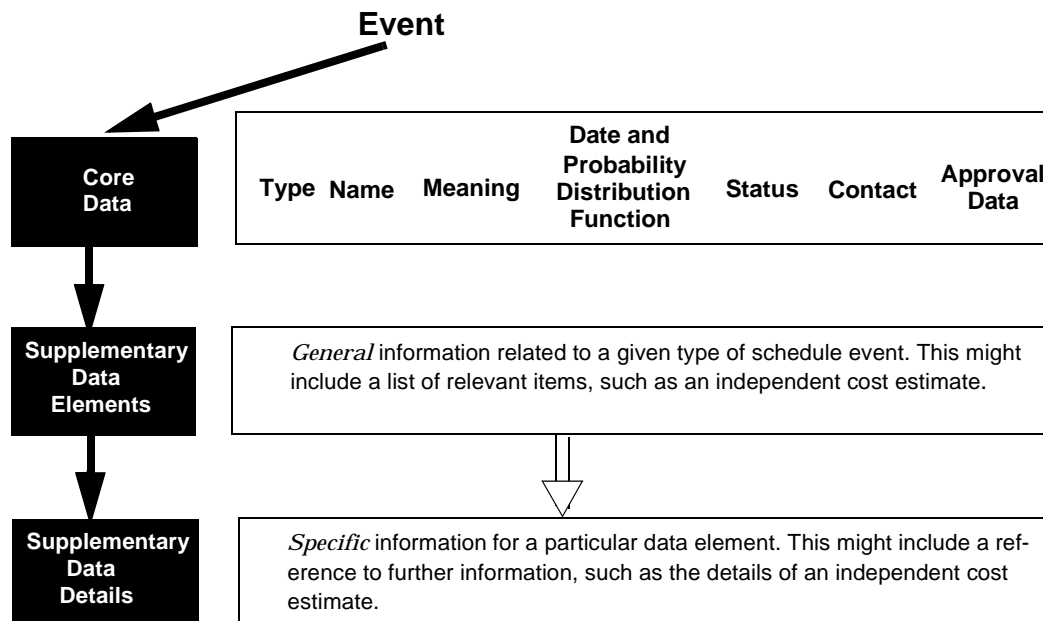 Event
Core
Data
Type Name Meaning Date and
Probability
Distribution
Function Status Contact Approval
Data
Supplementary
Data
Elements
General information related to a given type of schedule event. This might
include a list of relevant items, such as an independent cost estimate.
Supplementary
Data
Details
Specific information for a particular data element. This might include a ref-
erence to further information, such as the details of an independent cost
estimate.